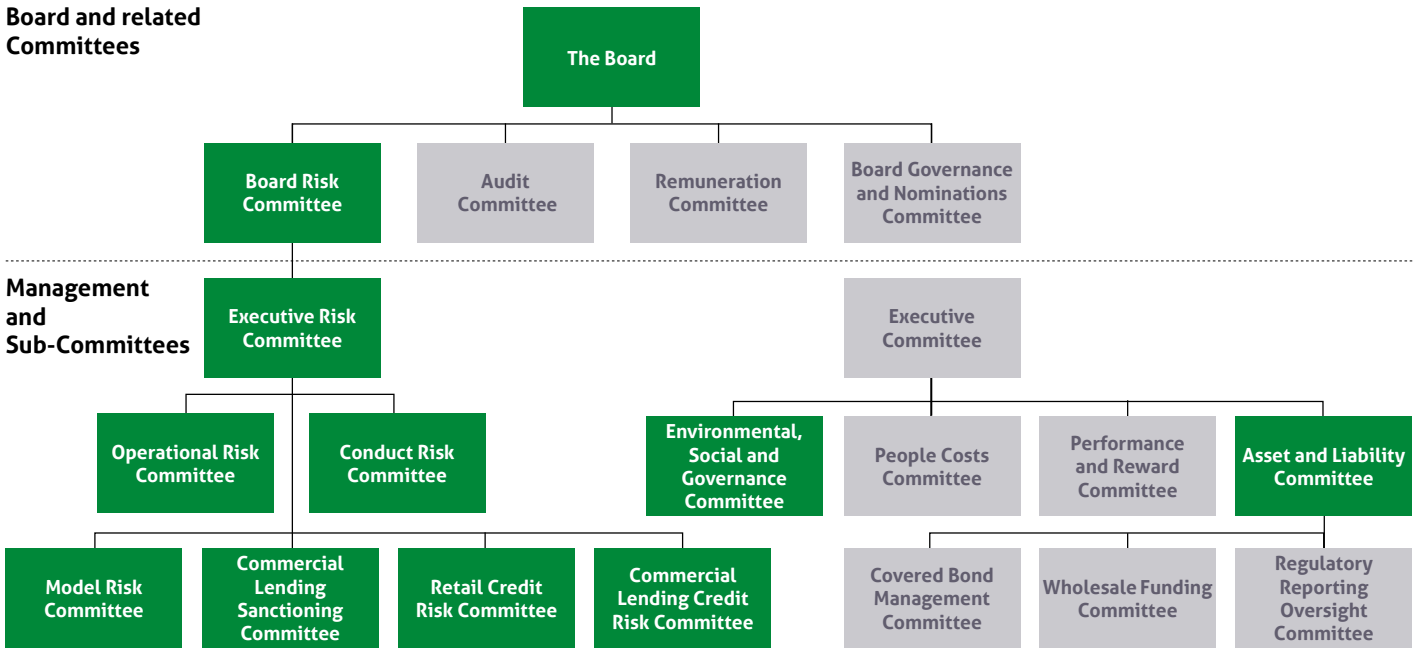 Board and related
Committees
The Board
Board Risk
Committee
Audit
Committee
Remuneration
Committee
Board Governance
and Nominations
Committee
Management
and
Sub-Committees
Executive Risk
Committee
Executive
Committee
Operational Risk
Committee
Conduct Risk
Committee
Environmental,
Social and
Governance
Committee
People Costs
Committee
Performance
and Reward
Committee
Asset and Liability
Committee
Model Risk
Committee
Commercial
Lending
Sanctioning
Committee
Retail Credit
Risk Committee
Commercial
Lending Credit
Risk Committee
Covered Bond
Management
Committee
Wholesale Funding
Committee
Regulatory
Reporting
Oversight
Committee